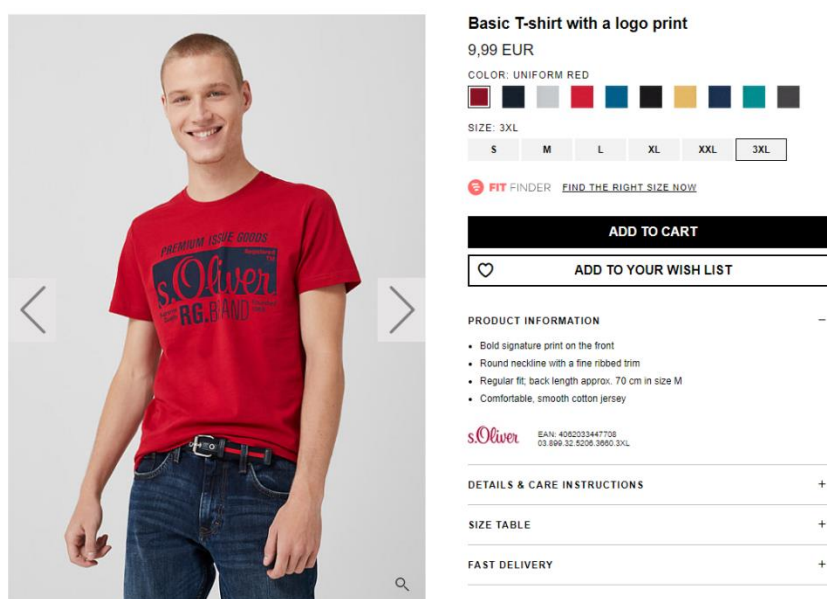 PREMIUM ISSUE GOODS
s.Oliver
RG.BRAND
Basic T-shirt with a logo print
9,99 EUR
COLOR: UNIFORM RED
SIZE: 3XL
S M L XL XXL 3XL
FIT FINDER FIND THE RIGHT SIZE NOW
ADD TO CART
ADD TO YOUR WISH LIST
PRODUCT INFORMATION
Bold signature print on the front
Round neckline with a fine ribbed trim
Regular fit; back length approx. 70 cm in size M
Comfortable, smooth cotton jersey
s.Oliver EAN: 4062033447708
03.899.32.5206.3660.3XL
DETAILS & CARE INSTRUCTIONS
SIZE TABLE
FAST DELIVERY